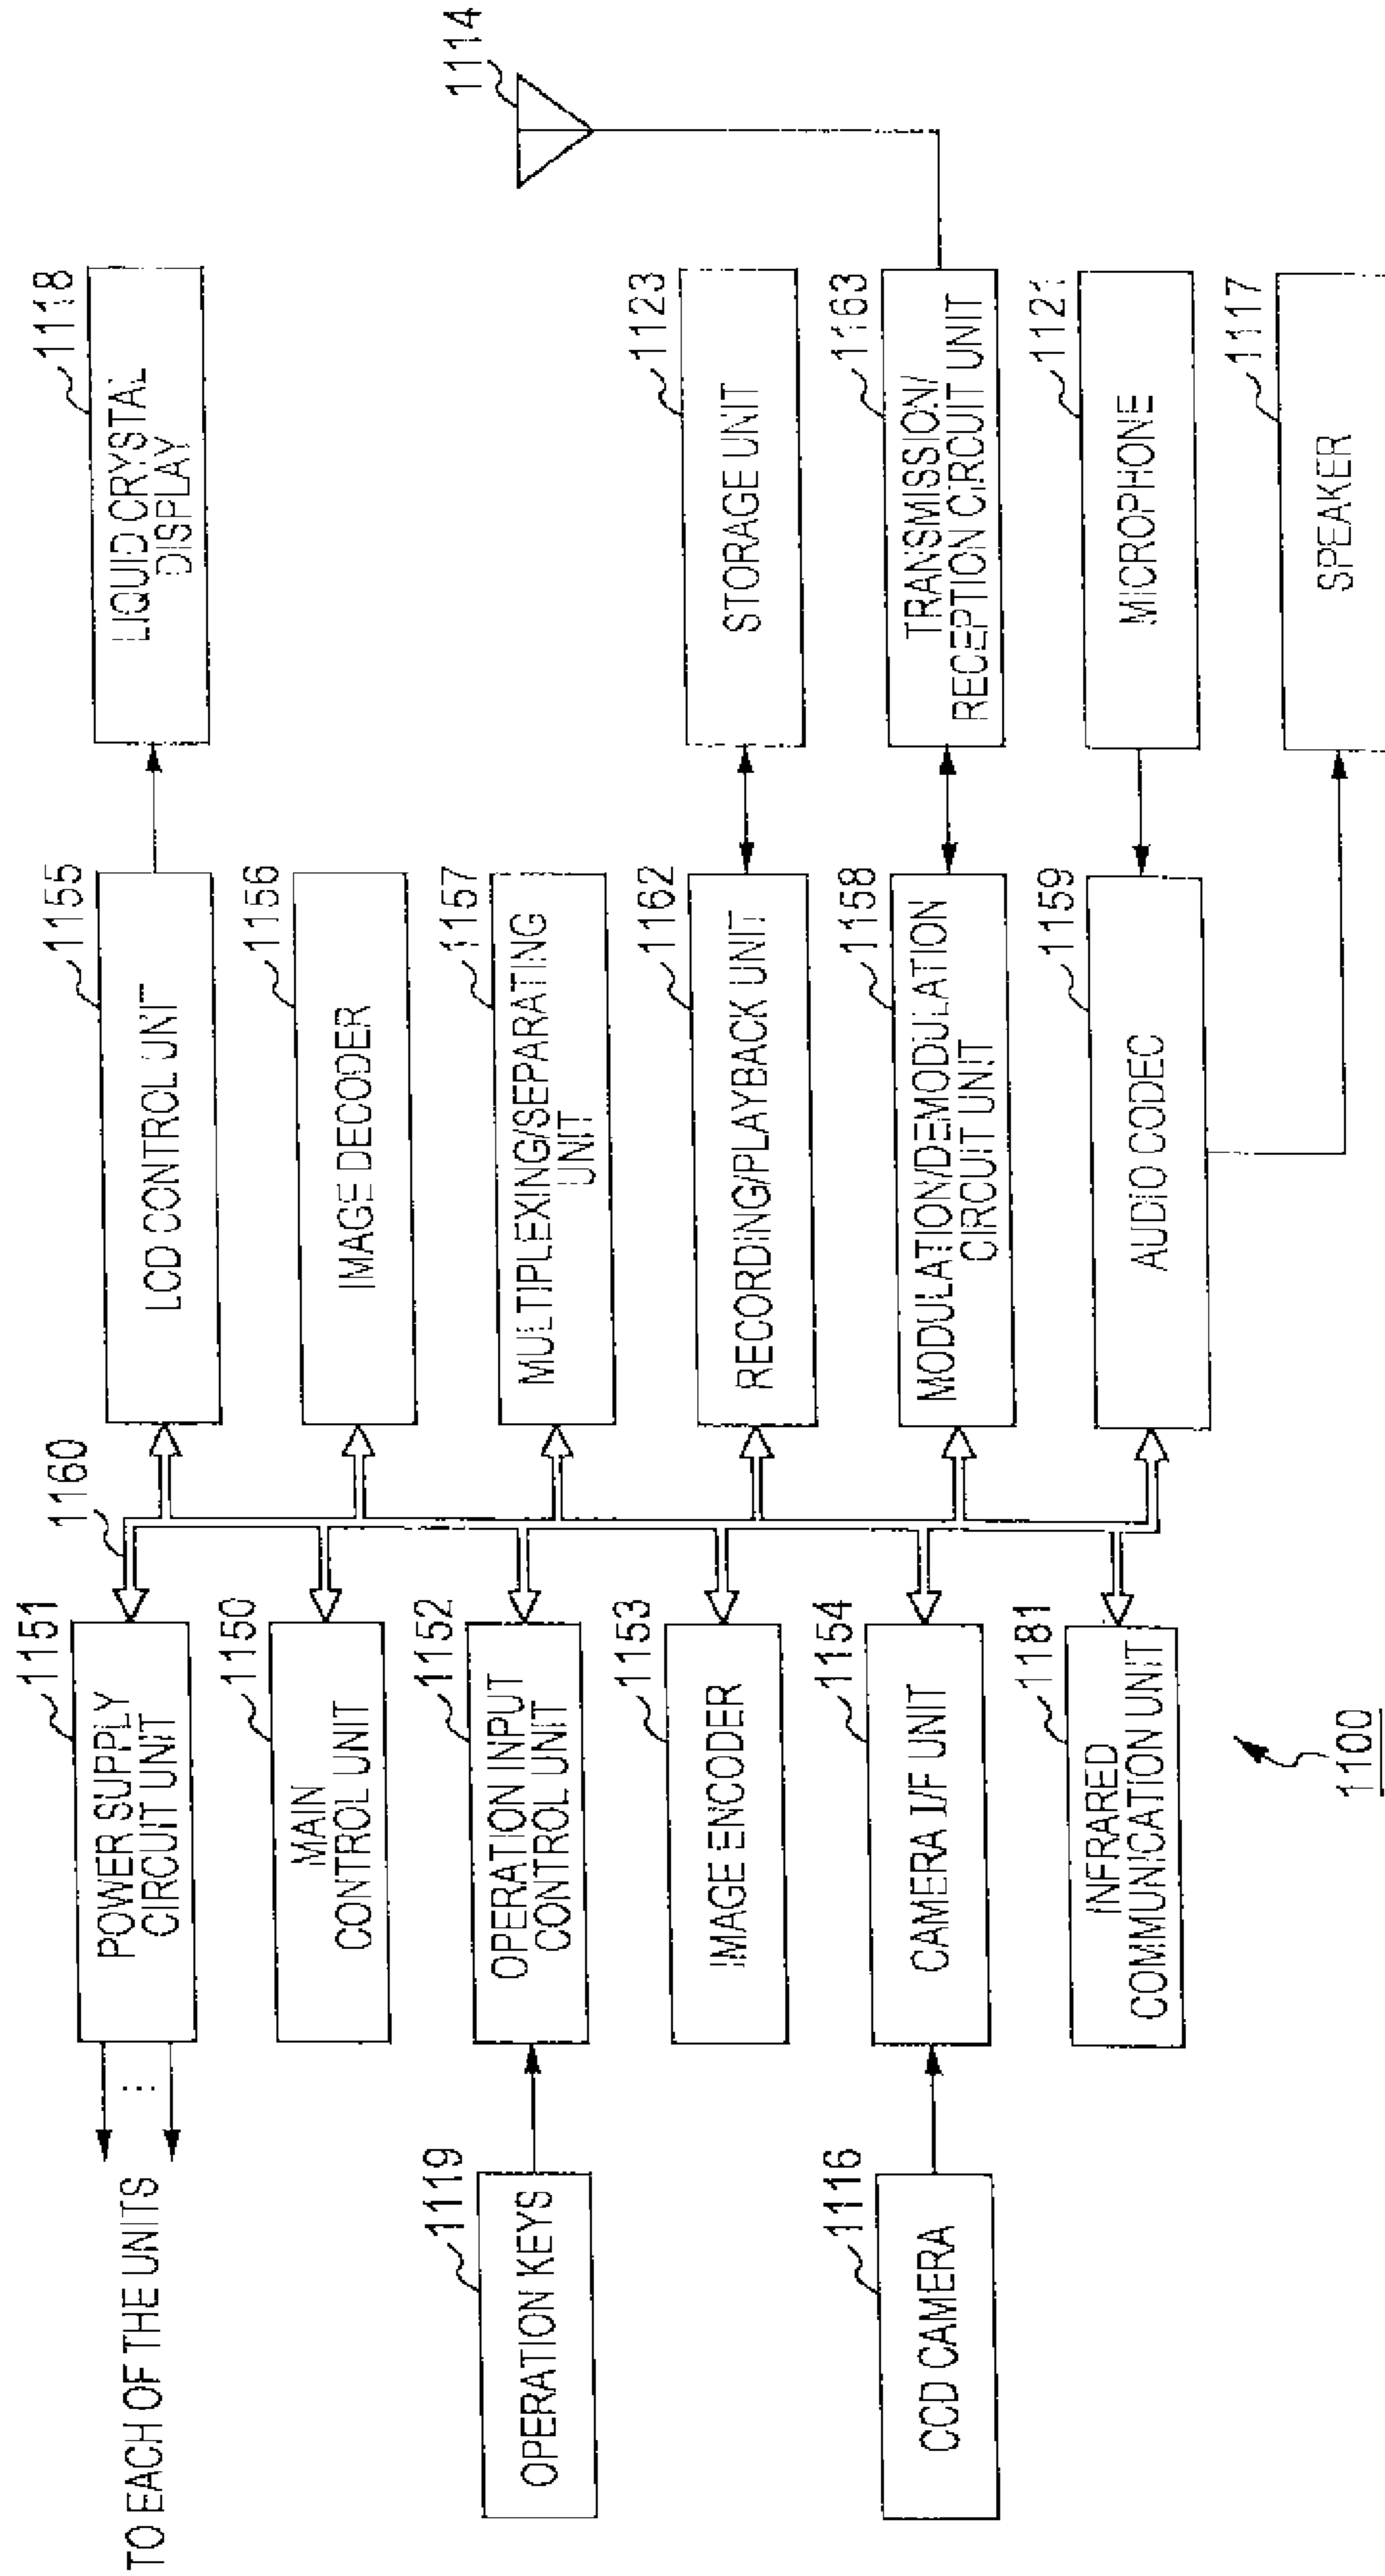 TO EACH OF THE UNITS
1151
POWER SUPPLY
CIRCUIT UNIT
1160
1155
LCD CONTROL UNIT
1118
LIQUID CRYSTAL
DISPLAY
1150
MAIN
CONTROL UNIT
1156
IMAGE DECODER
1119
OPERATION KEYS
1152
OPERATION INPUT
CONTROL UNIT
1157
MULTIPLEXING/SEPARATING
UNIT
1114
1153
IMAGE ENCODER
1162
RECORDING/PLAYBACK UNIT
1123
STORAGE UNIT
1116
CCD CAMERA
1154
CAMERA I/F UNIT
1158
MODULATION/DEMODULATION
CIRCUIT UNIT
1163
TRANSMISSION/
RECEPTION CIRCUIT UNIT
1181
INFRARED
COMMUNICATION UNIT
1159
AUDIO CODEC
1121
MICROPHONE
1117
SPEAKER
1100